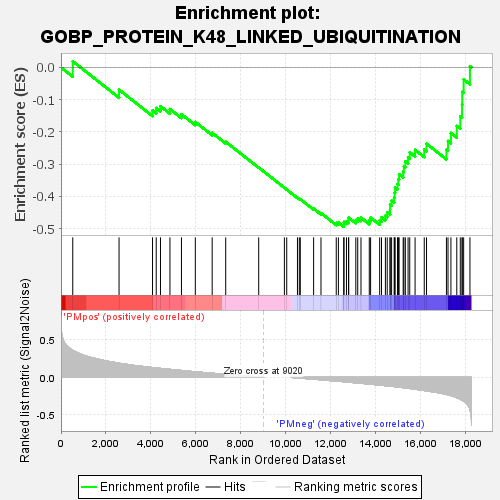 Enrichment plot:
GOBP_PROTEIN_K48_LINKED_UBIQUITINATION
Enrichment score (ES)
0.0
-0.1
-0.2
-0.3
-0.4
-0.5
'PMpos' (positively correlated)
Ranked list metric (Signal2Noise)
0.5
0.0
-0.5
Zero cross at 9020
'PMneg' (negatively correlated)
0 2,000 4,000 6,000 8,000 10,000 12,000 14,000 16,000 18,000
Rank in Ordered Dataset
Enrichment profile Hits Ranking metric scores